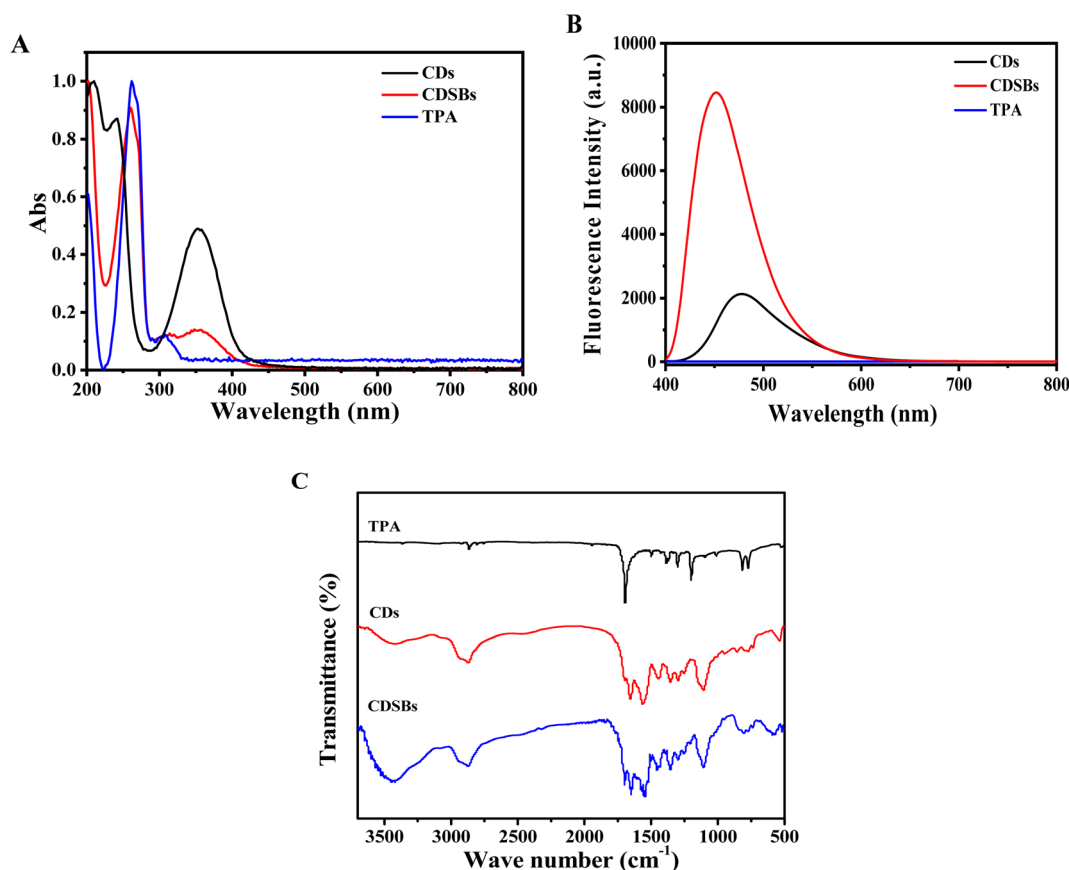 A
Abs
1.0
0.8
0.6
0.4
0.2
0.0
200 300 400 500 600 700 800
Wavelength (nm)
CDs
CDSBs
TPA
B
Fluorescence Intensity (a.u.)
10000
8000
6000
4000
2000
0
400 500 600 700 800
Wavelength (nm)
CDs
CDSBs
TPA
C
Transmittance (%)
TPA
CDs
CDSBs
3500 3000 2500 2000 1500 1000 500
Wave number (cm⁻¹)